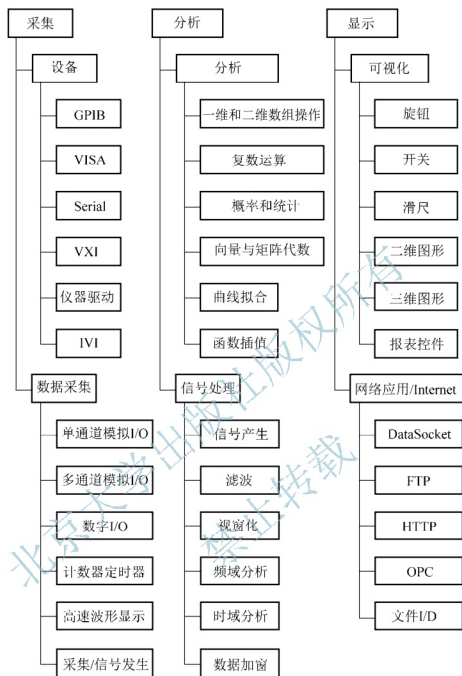 采集
设备
GPIB
VISA
Serial
VXI
仪器驱动
IVI
数据采集
单通道模拟I/O
多通道模拟I/O
数字I/O
计数器定时器
高速波形显示
采集/信号发生
分析
分析
一维和二维数组操作
复数运算
概率和统计
向量与矩阵代数
曲线拟合
函数插值
信号处理
信号产生
滤波
视窗化
频域分析
时域分析
数据加窗
显示
可视化
旋钮
开关
滑尺
二维图形
三维图形
报表控件
网络应用/Internet
DataSocket
FTP
HTTP
OPC
文件I/D
北京大学出版社版权所有
禁止转载